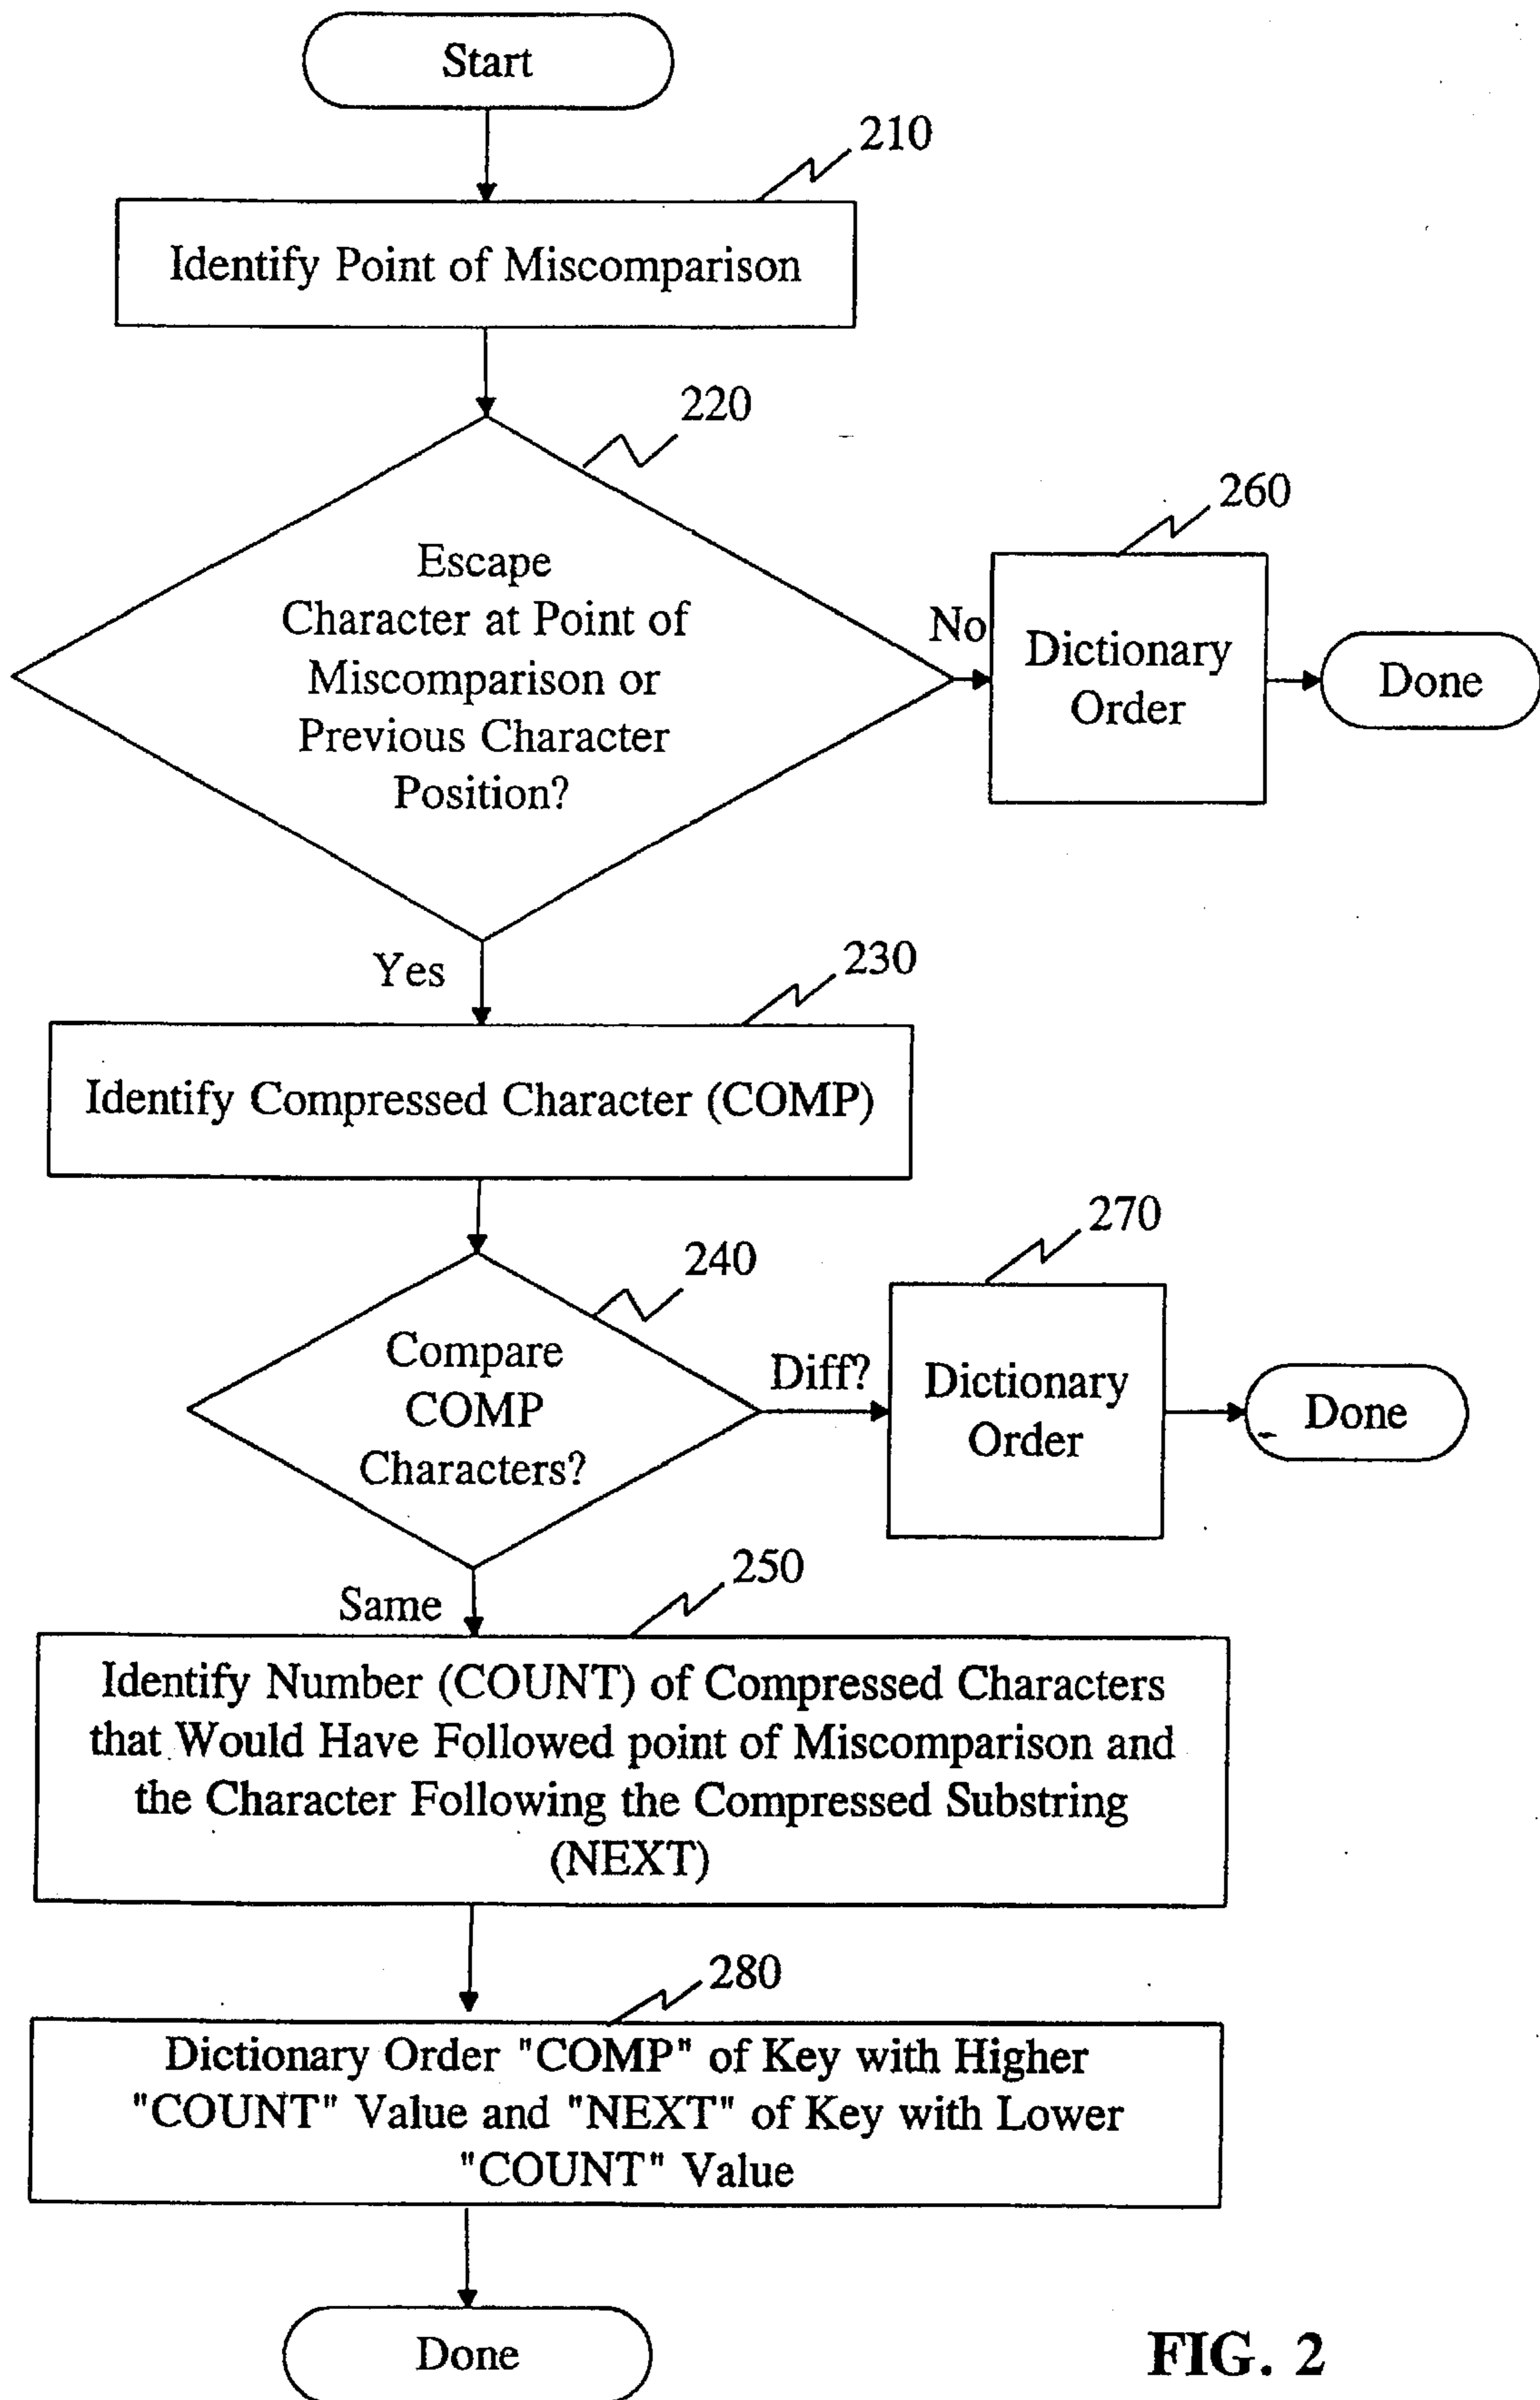 Start
210
Identify Point of Miscomparison
220
Escape
Character at Point of
Miscomparison or
Previous Character
Position?
No
260
Dictionary
Order
Done
Yes
230
Identify Compressed Character (COMP)
240
Compare
COMP
Characters?
Diff?
270
Dictionary
Order
Done
Same
250
Identify Number (COUNT) of Compressed Characters
that Would Have Followed point of Miscomparison and
the Character Following the Compressed Substring
(NEXT)
280
Dictionary Order "COMP" of Key with Higher
"COUNT" Value and "NEXT" of Key with Lower
"COUNT" Value
Done
FIG. 2